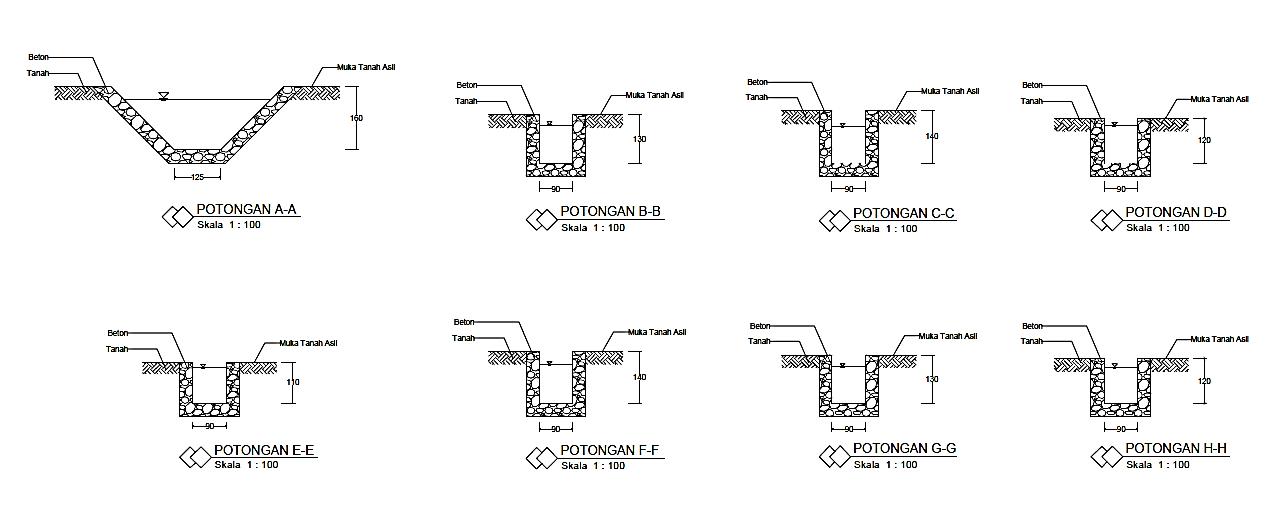 Beton
Tanah
Muka Tanah Asli
160
125
POTONGAN A-A
Skala 1 : 100
Beton
Tanah
Muka Tanah Asli
130
90
POTONGAN B-B
Skala 1 : 100
Beton
Tanah
Muka Tanah Asli
140
90
POTONGAN C-C
Skala 1 : 100
Beton
Tanah
Muka Tanah Asli
120
90
POTONGAN D-D
Skala 1 : 100
Beton
Tanah
Muka Tanah Asli
110
90
POTONGAN E-E
Skala 1 : 100
Beton
Tanah
Muka Tanah Asli
140
90
POTONGAN F-F
Skala 1 : 100
Beton
Tanah
Muka Tanah Asli
130
90
POTONGAN G-G
Skala 1 : 100
Beton
Tanah
Muka Tanah Asli
120
90
POTONGAN H-H
Skala 1 : 100